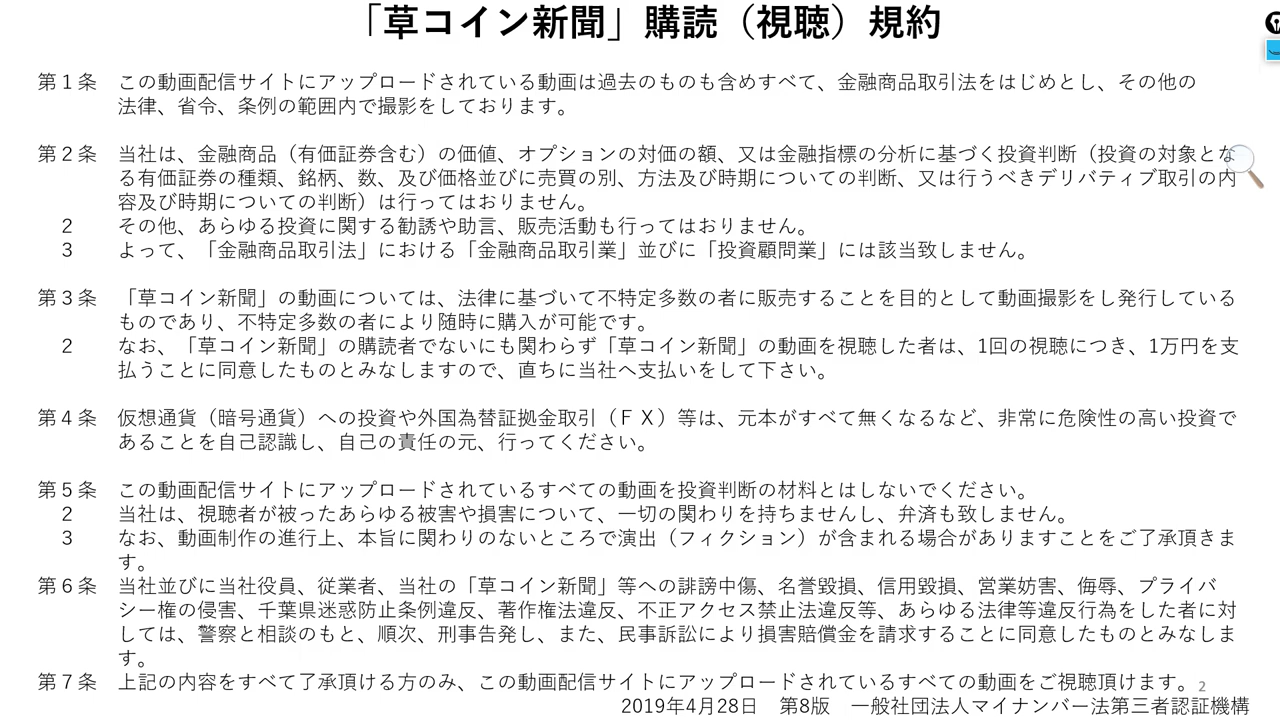 「草コイン新聞」購読（視聴）規約
第１条　この動画配信サイトにアップロードされている動画は過去のものも含めすべて、金融商品取引法をはじめとし、その他の
法律、省令、条例の範囲内で撮影をしております。
第２条　当社は、金融商品（有価証券含む）の価値、オプションの対価の額、又は金融指標の分析に基づく投資判断（投資の対象とな
る有価証券の種類、銘柄、数、及び価格並びに売買の別、方法及び時期についての判断、又は行うべきデリバティブ取引の内
容及び時期についての判断）は行ってはおりません。
２　その他、あらゆる投資に関する勧誘や助言、販売活動も行ってはおりません。
３　よって、「金融商品取引法」における「金融商品取引業」並びに「投資顧問業」には該当致しません。
第３条　「草コイン新聞」の動画については、法律に基づいて不特定多数の者に販売することを目的として動画撮影をし発行している
ものであり、不特定多数の者により随時に購入が可能です。
２　なお、「草コイン新聞」の購読者でないにも関わらず「草コイン新聞」の動画を視聴した者は、1回の視聴につき、1万円を支
払うことに同意したものとみなしますので、直ちに当社へ支払いをして下さい。
第４条　仮想通貨（暗号通貨）への投資や外国為替証拠金取引（ＦＸ）等は、元本がすべて無くなるなど、非常に危険性の高い投資で
あることを自己認識し、自己の責任の元、行ってください。
第５条　この動画配信サイトにアップロードされているすべての動画を投資判断の材料とはしないでください。
２　当社は、視聴者が被ったあらゆる被害や損害について、一切の関わりを持ちませんし、弁済も致しません。
３　なお、動画制作の進行上、本旨に関わりのないところで演出（フィクション）が含まれる場合がありますことをご了承頂きま
す。
第６条　当社並びに当社役員、従業者、当社の「草コイン新聞」等への誹謗中傷、名誉毀損、信用毀損、営業妨害、侮辱、プライバ
シー権の侵害、千葉県迷惑防止条例違反、著作権法違反、不正アクセス禁止法違反等、あらゆる法律等違反行為をした者に対
しては、警察と相談のもと、順次、刑事告発し、また、民事訴訟により損害賠償金を請求することに同意したものとみなしま
す。
第７条　上記の内容をすべて了承頂ける方のみ、この動画配信サイトにアップロードされているすべての動画をご視聴頂けます。
2
2019年4月28日　第8版　一般社団法人マイナンバー法第三者認証機構